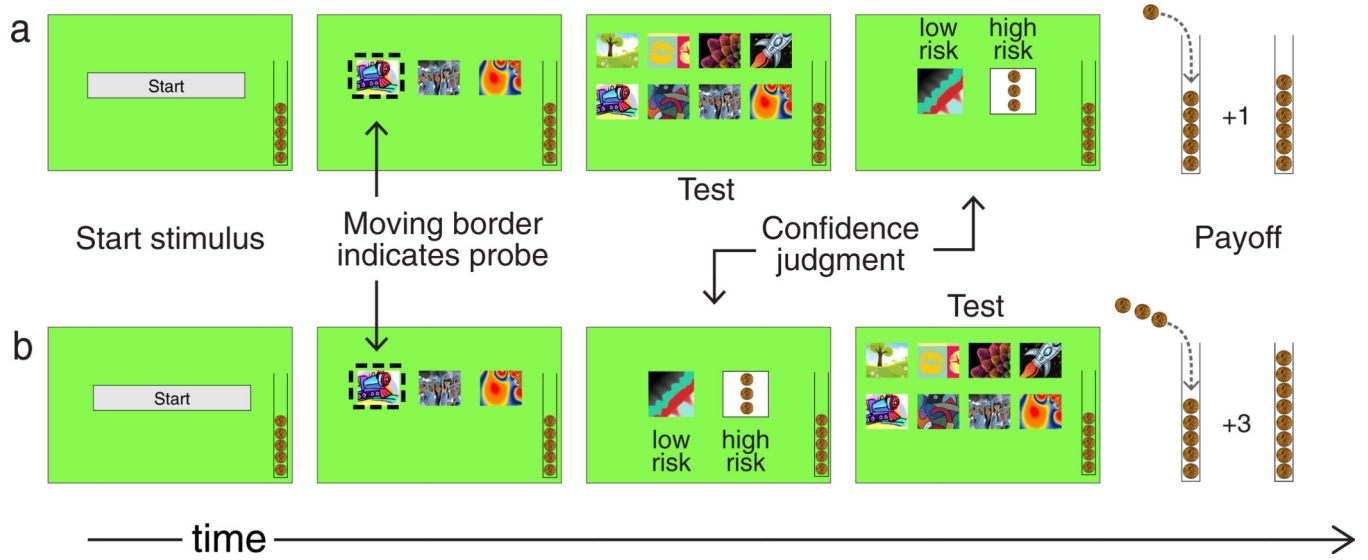 a
Start
low
risk
high
risk
+1
Test
Start stimulus
Moving border
indicates probe
Confidence
judgment
Payoff
Test
b
Start
low
risk
high
risk
+3
time